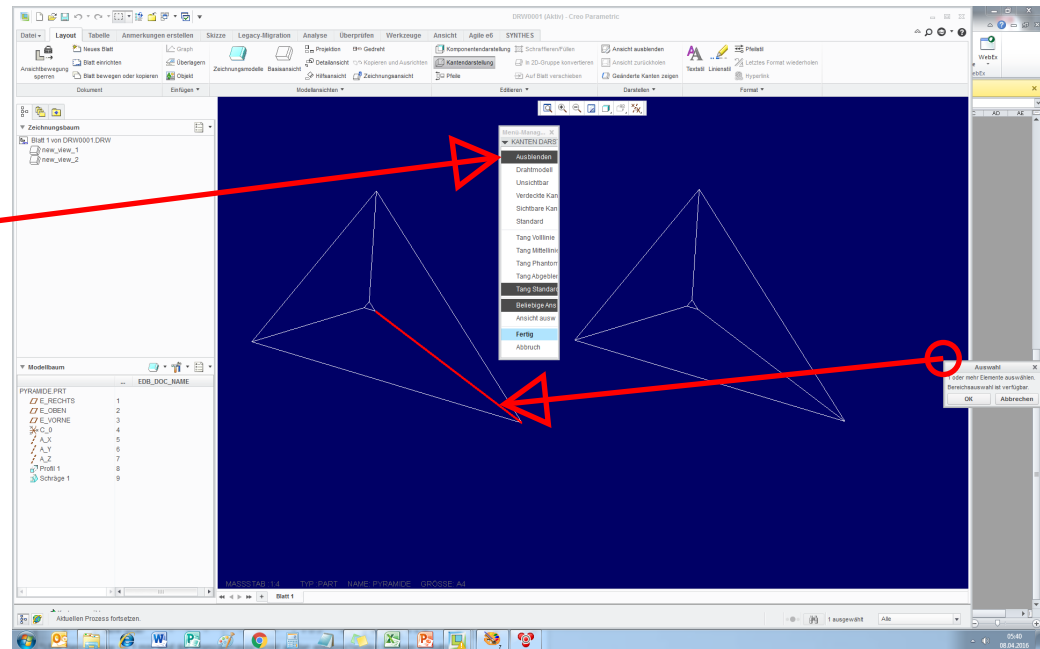 DRW0001 (Aktiv) - Creo Parametric
Datei Layout Tabelle Anmerkungen erstellen Skizze Legacy-Migration Analyse Überprüfen Werkzeuge Ansicht Agile e6 SYNTHES
Ansichtbewegung sperren
Neues Blatt
Blatt einrichten
Blatt bewegen oder kopieren
Dokument
Graph
Überlagern
Objekt
Einfügen
Zeichnungsmodelle
Basisansicht
Projektion
Detailansicht
Hilfsansicht
Gedreht
Kopieren und Ausrichten
Zeichnungsansicht
Modellansichten
Komponentendarstellung
Kantendarstellung
Pfeile
Schraffieren/Füllen
In 2D-Gruppe konvertieren
Auf Blatt verschieben
Editieren
Ansicht ausblenden
Ansicht zurückholen
Geänderte Kanten zeigen
Darstellen
Textstil
Linienstil
Pfeilstil
Letztes Format wiederholen
Hyperlink
Format
WebEx
AD AE
Zeichnungsbaum
Blatt 1 von DRW0001.DRW
new_view_1
new_view_2
Menü-Manag... X
KANTEN DARS
Ausblenden
Drahtmodell
Unsichtbar
Verdeckte Kan
Sichtbare Kan
Standard
Tang Volllinie
Tang Mittellinie
Tang Phantom
Tang Abgeblen
Tang Standard
Beliebige Ans
Ansicht ausw
Fertig
Abbruch
Auswahl X
1 oder mehr Elemente auswählen.
Bereichsauswahl ist verfügbar.
OK Abbrechen
Modellbaum
... EDB_DOC_NAME
PYRAMIDE.PRT
E_RECHTS 1
E_OBEN 2
E_VORNE 3
C_0 4
A_X 5
A_Y 6
A_Z 7
Profil 1 8
Schräge 1 9
MASSSTAB :1:4 TYP :PART NAME :PYRAMIDE GRÖSSE :A4
Blatt 1
Aktuellen Prozess fortsetzen.
1 ausgewählt Alle
05:40
08.04.2016